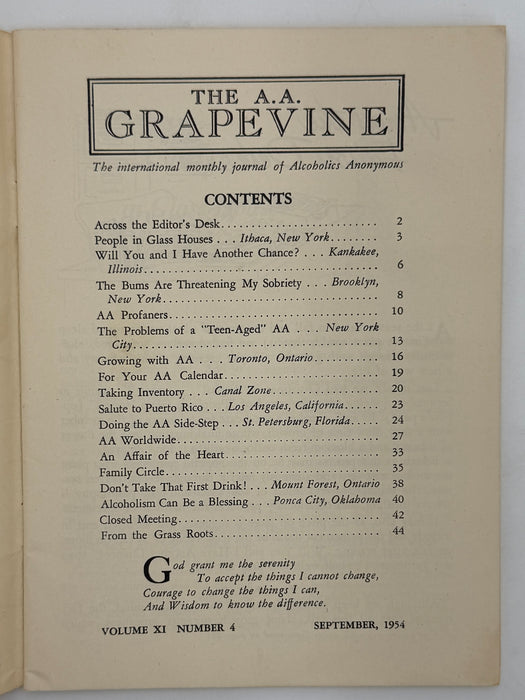 THE A.A.
GRAPEVINE
The international monthly journal of Alcoholics Anonymous
CONTENTS
Across the Editor's Desk......................... 2
People in Glass Houses . . . Ithaca, New York........ 3
Will You and I Have Another Chance? . . . Kankakee,
Illinois..................................... 6
The Bums Are Threatening My Sobriety . . . Brooklyn,
New York.................................. 8
AA Profaners................................. 10
The Problems of a "Teen-Aged" AA . . . New York
City....................................... 13
Growing with AA . . . Toronto, Ontario............ 16
For Your AA Calendar.......................... 19
Taking Inventory . . . Canal Zone................. 20
Salute to Puerto Rico . . . Los Angeles, California...... 23
Doing the AA Side-Step . . . St. Petersburg, Florida..... 24
AA Worldwide................................ 27
An Affair of the Heart.......................... 33
Family Circle.................................. 35
Don't Take That First Drink! . . . Mount Forest, Ontario 38
Alcoholism Can Be a Blessing . . . Ponca City, Oklahoma 40
Closed Meeting................................ 42
From the Grass Roots........................... 44
God grant me the serenity
To accept the things I cannot change,
Courage to change the things I can,
And Wisdom to know the difference.
VOLUME XI NUMBER 4 SEPTEMBER, 1954